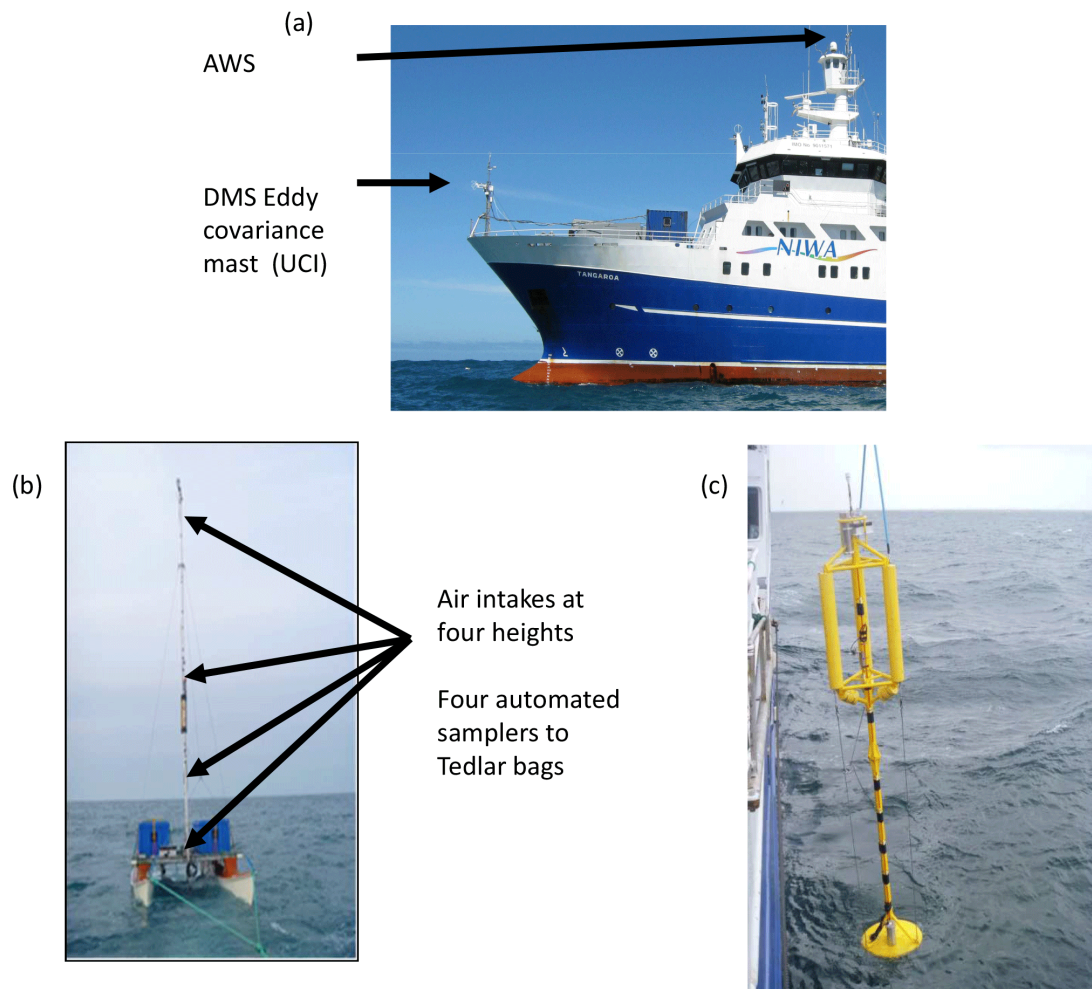 (a)
AWS
DMS Eddy
covariance
mast (UCI)
NIWA
TANGAROA
(b)
Air intakes at
four heights
Four automated
samplers to
Tedlar bags
(c)